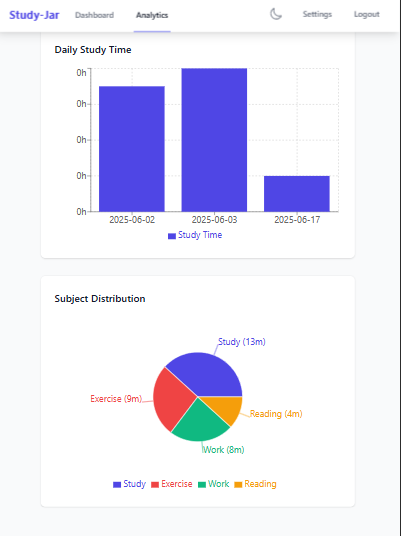 Study-Jar Dashboard Analytics Settings Logout
Daily Study Time
0h
0h
0h
0h
0h
2025-06-02 2025-06-03 2025-06-17
Study Time
Subject Distribution
Study (13m)
Exercise (9m)
Reading (4m)
Work (8m)
Study Exercise Work Reading